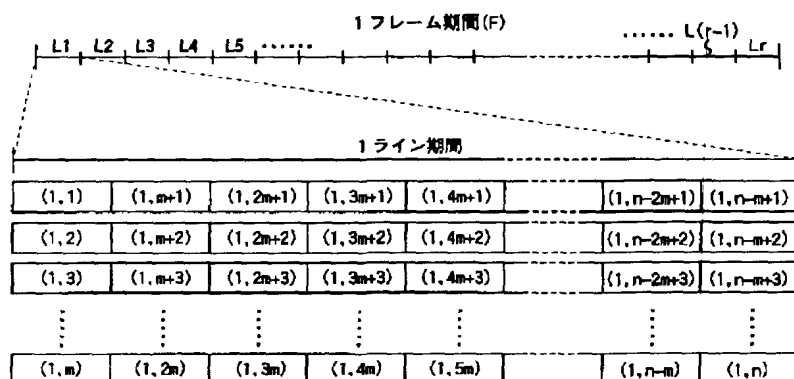 1 フレーム期間(F)
L1 L2 L3 L4 L5 ‥‥‥ ‥‥‥ L(r-1) Lr
1 ライン期間
(1,1) (1,m+1) (1,2m+1) (1,3m+1) (1,4m+1) (1,n-2m+1) (1,n-m+1)
(1,2) (1,m+2) (1,2m+2) (1,3m+2) (1,4m+2) (1,n-2m+2) (1,n-m+2)
(1,3) (1,m+3) (1,2m+3) (1,3m+3) (1,4m+3) (1,n-2m+3) (1,n-m+3)
(1,m) (1,2m) (1,3m) (1,4m) (1,5m) (1,n-m) (1,n)